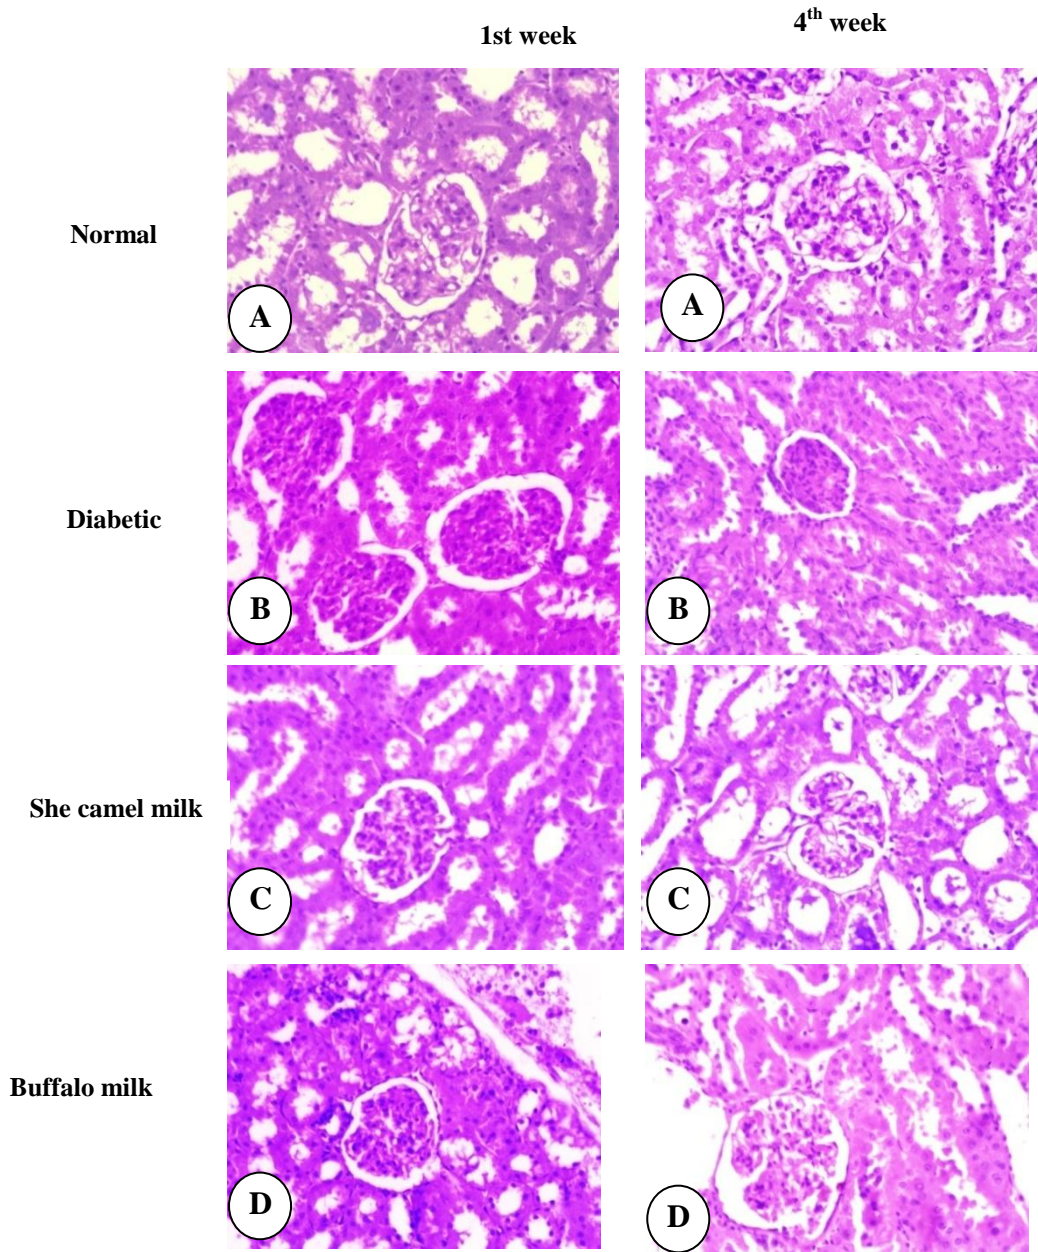 1st week
4th week
Normal
A
A
Diabetic
B
B
She camel milk
C
C
Buffalo milk
D
D